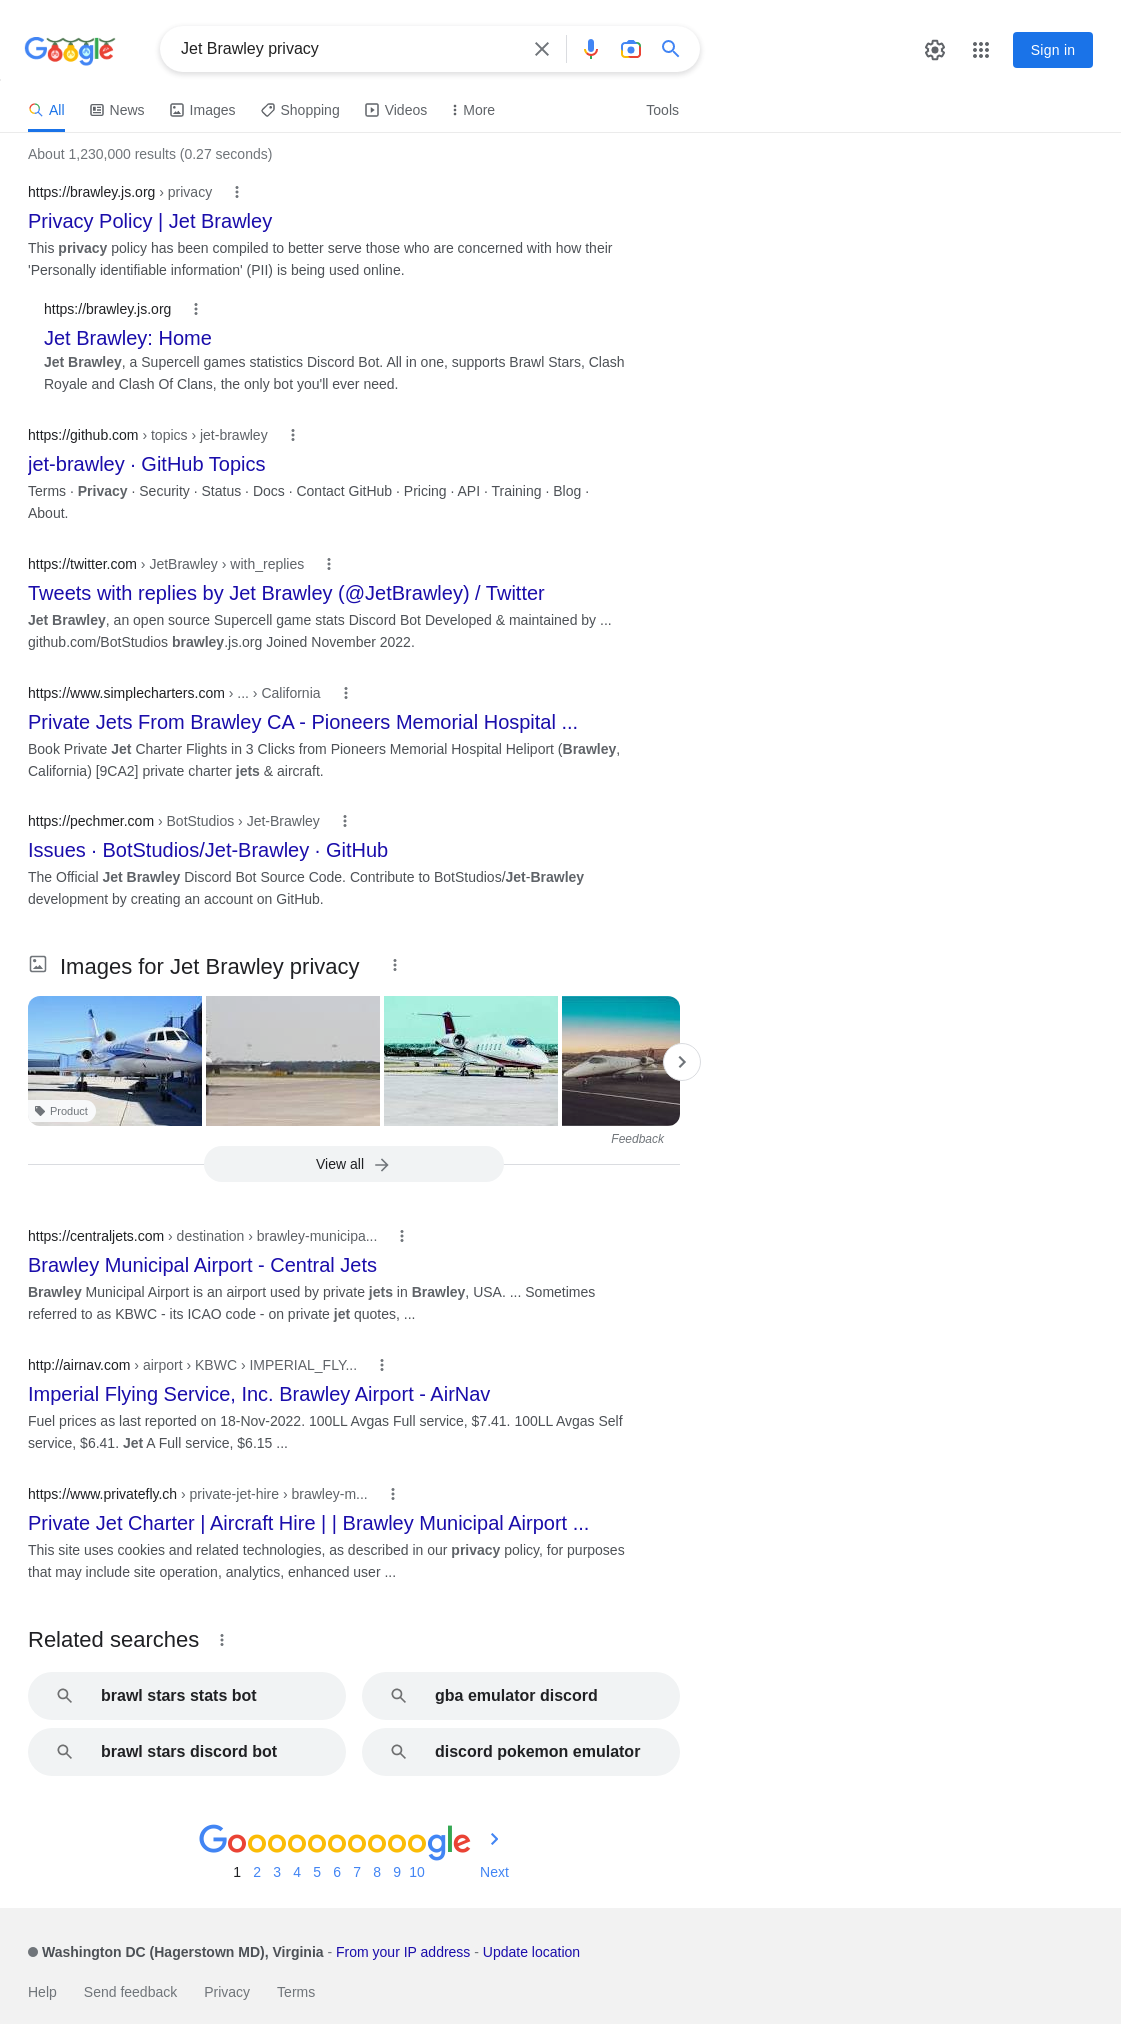 Google
Jet Brawley privacy
Sign in
All
News
Images
Shopping
Videos
More
Tools
About 1,230,000 results (0.27 seconds)
https://brawley.js.org › privacy
Privacy Policy | Jet Brawley
This privacy policy has been compiled to better serve those who are concerned with how their
'Personally identifiable information' (PII) is being used online.
https://brawley.js.org
Jet Brawley: Home
Jet Brawley, a Supercell games statistics Discord Bot. All in one, supports Brawl Stars, Clash
Royale and Clash Of Clans, the only bot you'll ever need.
https://github.com › topics › jet-brawley
jet-brawley · GitHub Topics
Terms · Privacy · Security · Status · Docs · Contact GitHub · Pricing · API · Training · Blog ·
About.
https://twitter.com › JetBrawley › with_replies
Tweets with replies by Jet Brawley (@JetBrawley) / Twitter
Jet Brawley, an open source Supercell game stats Discord Bot Developed & maintained by ...
github.com/BotStudios brawley.js.org Joined November 2022.
https://www.simplecharters.com › ... › California
Private Jets From Brawley CA - Pioneers Memorial Hospital ...
Book Private Jet Charter Flights in 3 Clicks from Pioneers Memorial Hospital Heliport (Brawley,
California) [9CA2] private charter jets & aircraft.
https://pechmer.com › BotStudios › Jet-Brawley
Issues · BotStudios/Jet-Brawley · GitHub
The Official Jet Brawley Discord Bot Source Code. Contribute to BotStudios/Jet-Brawley
development by creating an account on GitHub.
Images for Jet Brawley privacy
Product
Feedback
View all
https://centraljets.com › destination › brawley-municipa...
Brawley Municipal Airport - Central Jets
Brawley Municipal Airport is an airport used by private jets in Brawley, USA. ... Sometimes
referred to as KBWC - its ICAO code - on private jet quotes, ...
http://airnav.com › airport › KBWC › IMPERIAL_FLY...
Imperial Flying Service, Inc. Brawley Airport - AirNav
Fuel prices as last reported on 18-Nov-2022. 100LL Avgas Full service, $7.41. 100LL Avgas Self
service, $6.41. Jet A Full service, $6.15 ...
https://www.privatefly.ch › private-jet-hire › brawley-m...
Private Jet Charter | Aircraft Hire | | Brawley Municipal Airport ...
This site uses cookies and related technologies, as described in our privacy policy, for purposes
that may include site operation, analytics, enhanced user ...
Related searches
brawl stars stats bot
gba emulator discord
brawl stars discord bot
discord pokemon emulator
Goooooooooogle
1 2 3 4 5 6 7 8 9 10 Next
Washington DC (Hagerstown MD), Virginia - From your IP address - Update location
Help Send feedback Privacy Terms